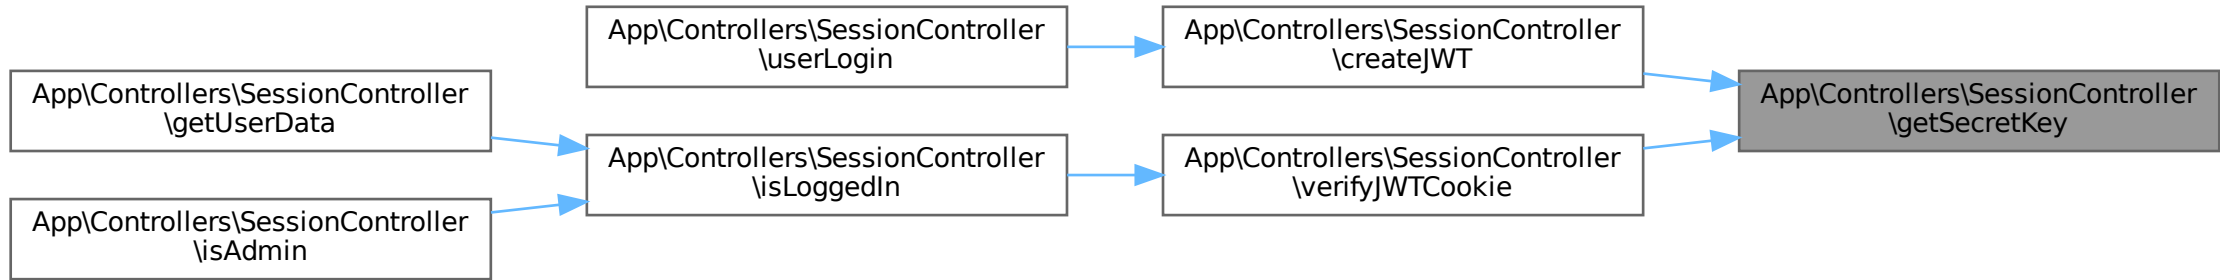 App\Controllers\SessionController
\getUserData
App\Controllers\SessionController
\isAdmin
App\Controllers\SessionController
\userLogin
App\Controllers\SessionController
\isLoggedIn
App\Controllers\SessionController
\createJWT
App\Controllers\SessionController
\verifyJWTCookie
App\Controllers\SessionController
\getSecretKey